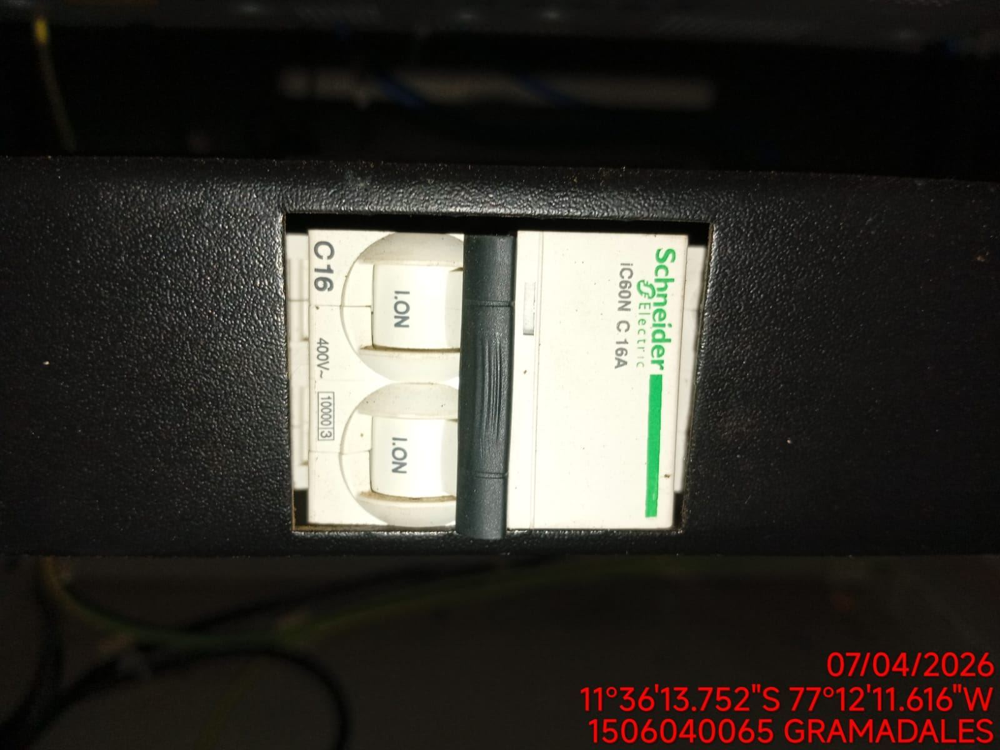 Schneider
Electric
iC60N C 16A
I.ON
I.ON
C16
400V~
10000 3
07/04/2026
11°36'13.752"S 77°12'11.616"W
1506040065 GRAMADALES